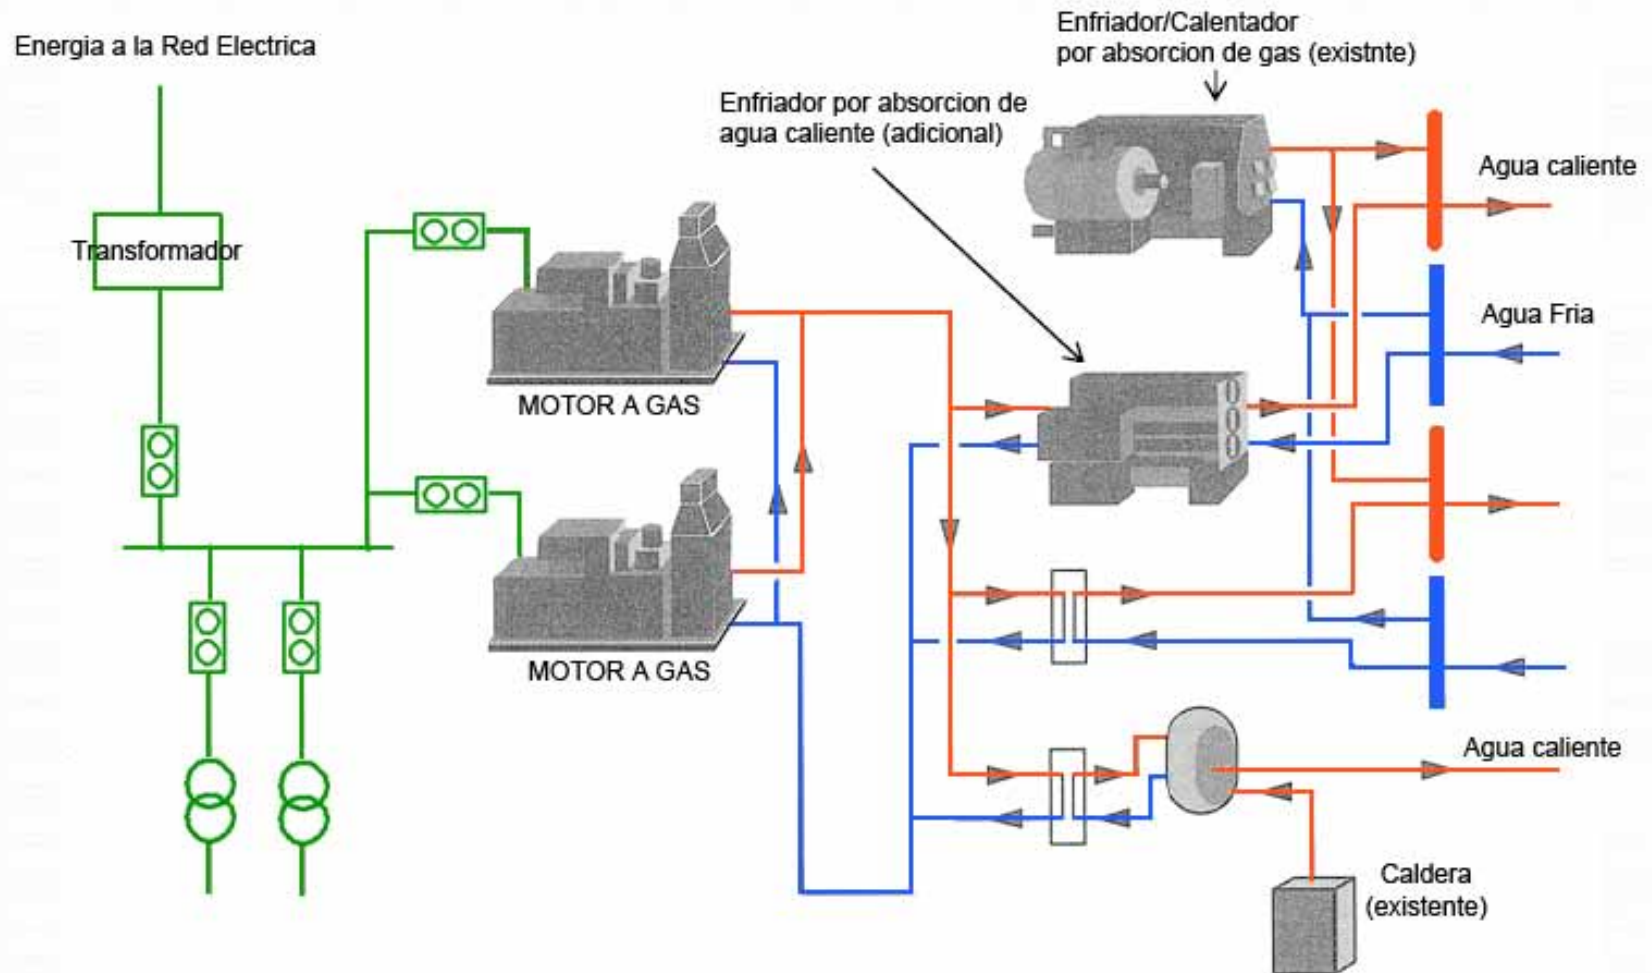 Energia a la Red Electrica
Enfriador/Calentador
por absorcion de gas (existnte)
Enfriador por absorcion de
agua caliente (adicional)
Agua caliente
Transformador
Agua Fria
MOTOR A GAS
MOTOR A GAS
Agua caliente
Caldera
(existente)